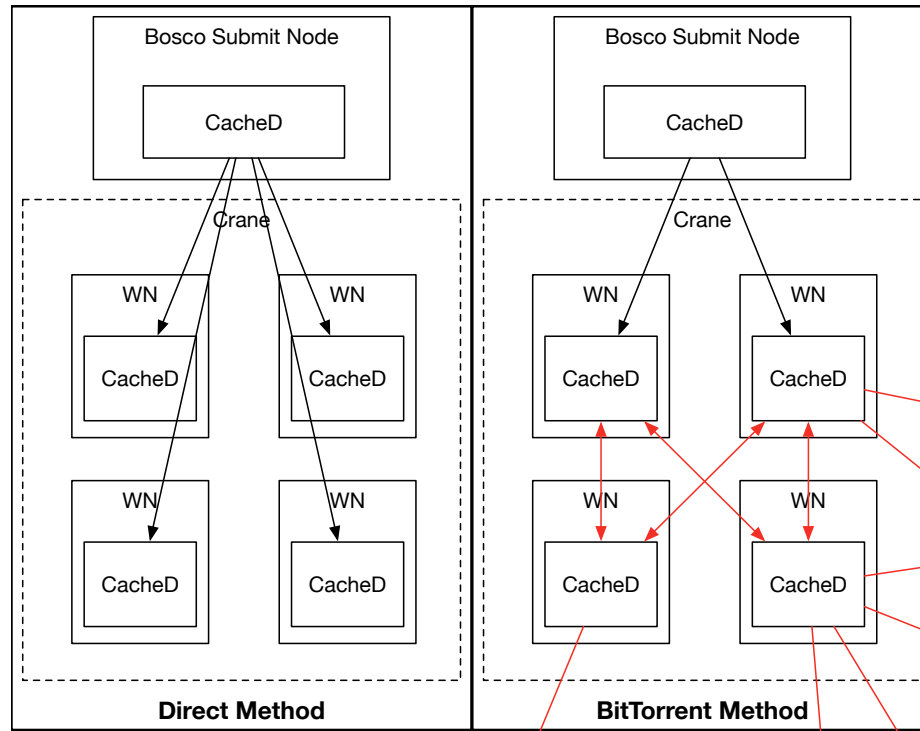 Bosco Submit Node
CacheD
Crane
WN
WN
CacheD
CacheD
WN
WN
CacheD
CacheD
Direct Method
Bosco Submit Node
CacheD
Crane
WN
WN
CacheD
CacheD
WN
WN
CacheD
CacheD
BitTorrent Method